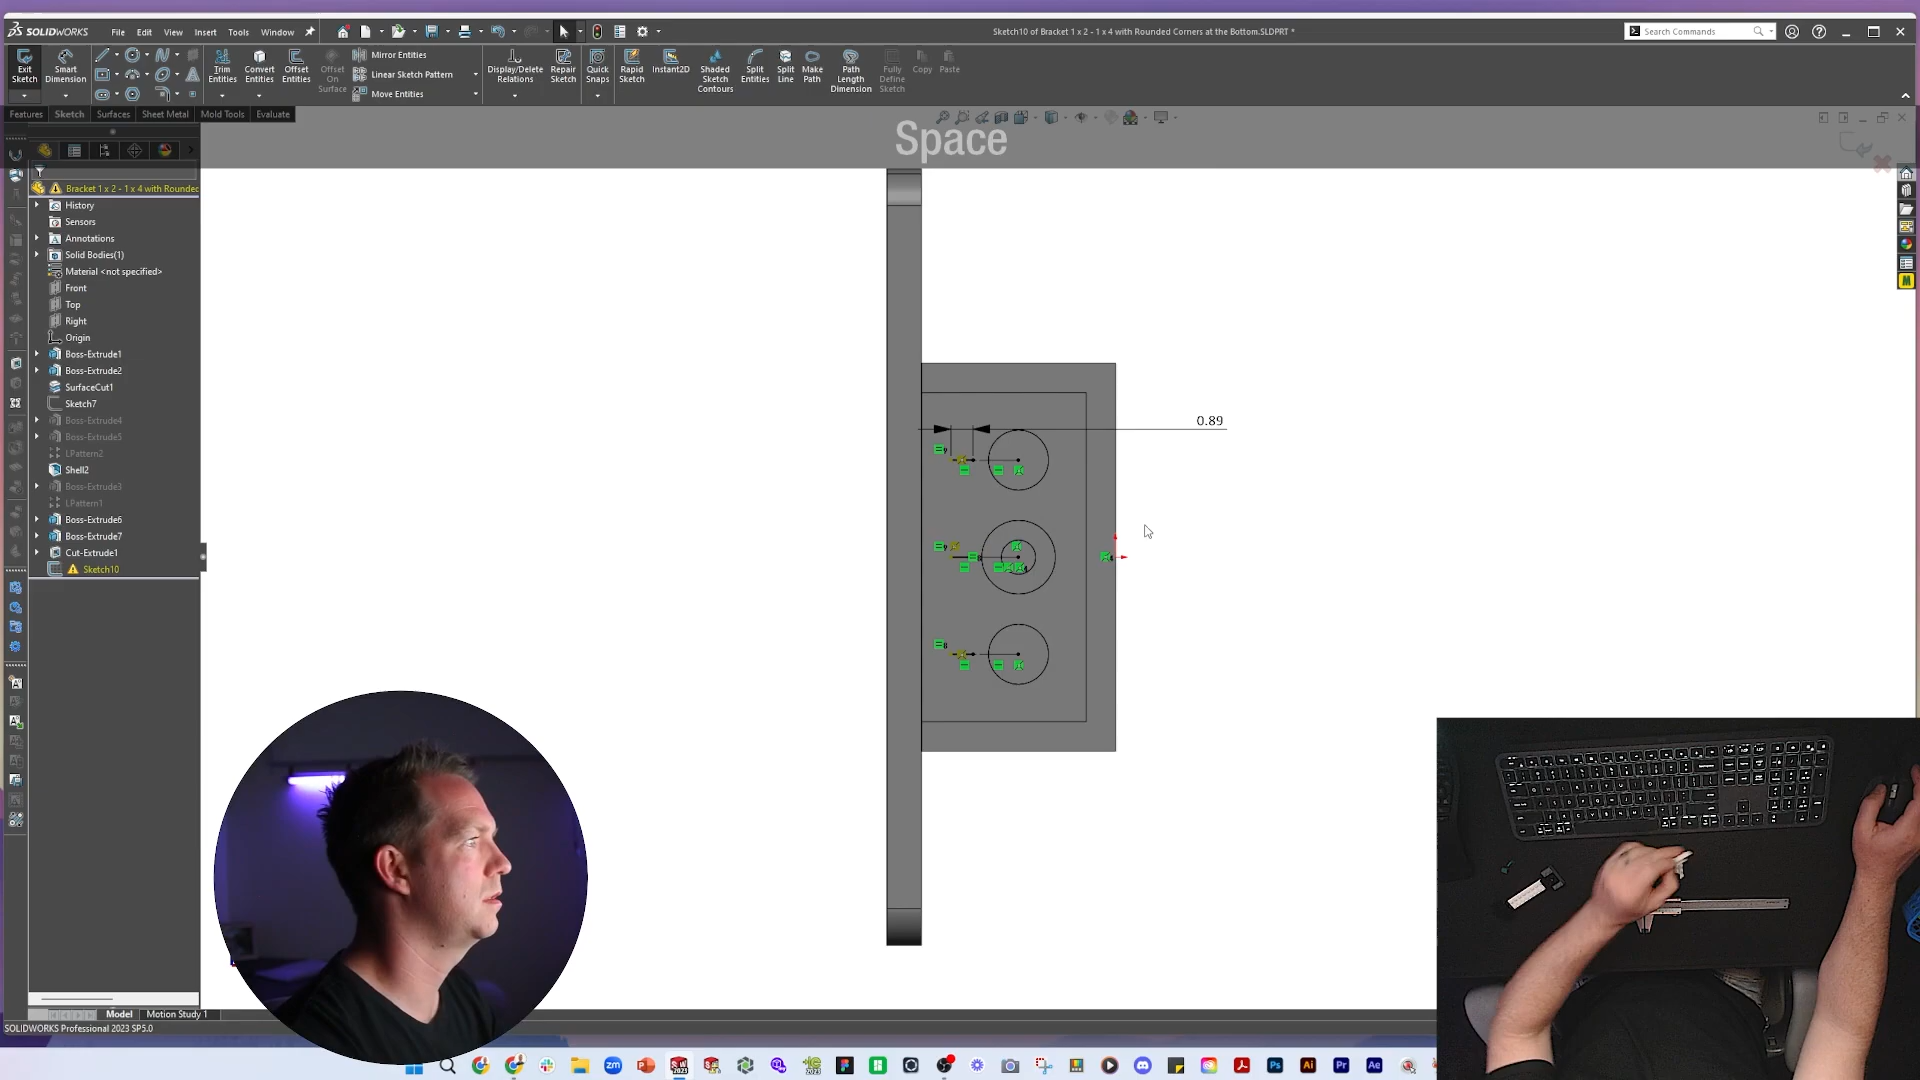 SOLIDWORKS File Edit View Insert Tools Window Sketch10 of Bracket 1 x 2 - 1 x 4 with Rounded Corners at the Bottom.SLDPRT * Search Commands
Exit Sketch
Smart Dimension
Trim Entities
Convert Entities
Offset Entities
Offset On Surface
Mirror Entities
Linear Sketch Pattern
Move Entities
Display/Delete Relations
Repair Sketch
Quick Snaps
Rapid Sketch
Instant2D
Shaded Sketch Contours
Split Entities
Split Line
Make Path
Path Length Dimension
Fully Define Sketch
Copy
Paste
Features Sketch Surfaces Sheet Metal Mold Tools Evaluate
Space
Bracket 1 x 2 - 1 x 4 with Rounded
History
Sensors
Annotations
Solid Bodies(1)
Material <not specified>
Front
Top
Right
Origin
Boss-Extrude1
Boss-Extrude2
SurfaceCut1
Sketch7
Boss-Extrude4
Boss-Extrude5
LPattern2
Shell2
Boss-Extrude3
LPattern1
Boss-Extrude6
Boss-Extrude7
Cut-Extrude1
Sketch10
0.89
Model Motion Study 1
SOLIDWORKS Professional 2023 SP5.0